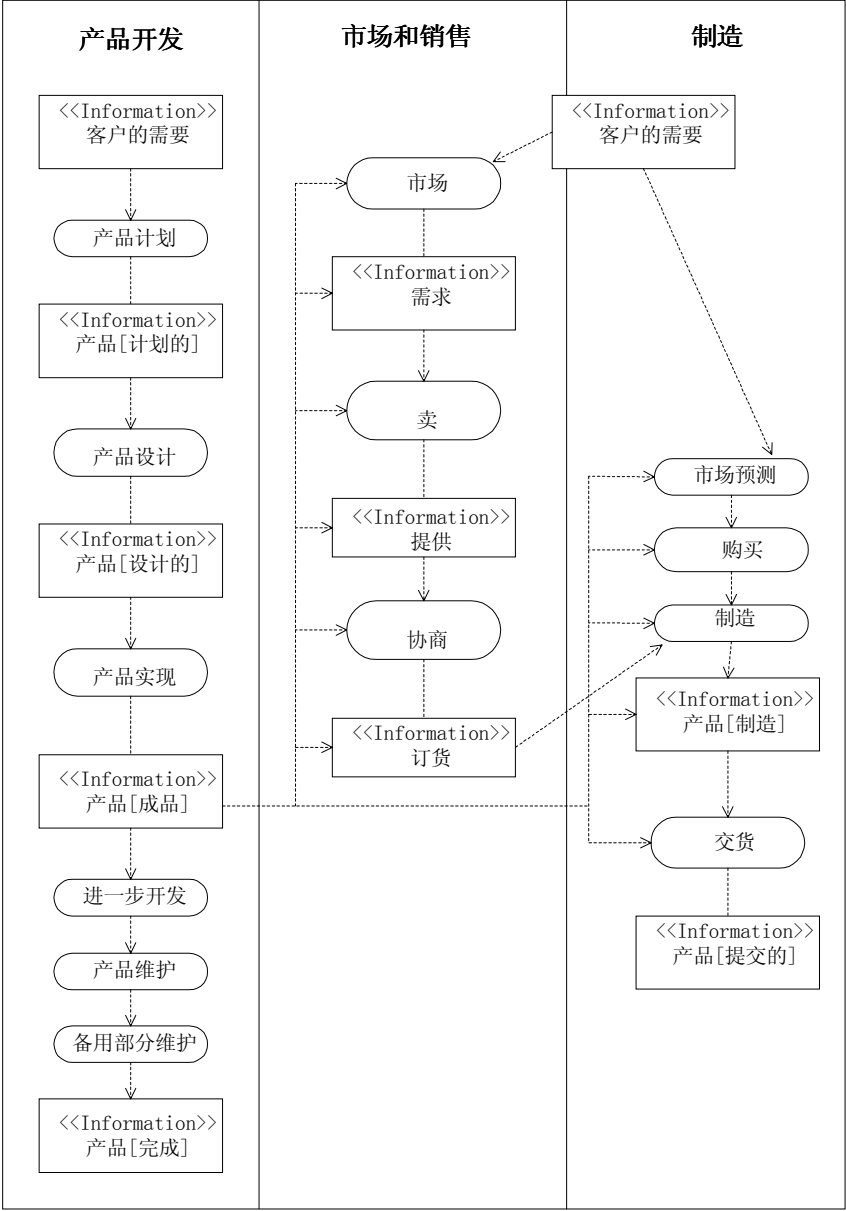 产品开发
市场和销售
制造
<<Information>>
客户的需要
产品计划
<<Information>>
产品[计划的]
产品设计
<<Information>>
产品[设计的]
产品实现
<<Information>>
产品[成品]
进一步开发
产品维护
备用部分维护
<<Information>>
产品[完成]
市场
<<Information>>
需求
卖
<<Information>>
提供
协商
<<Information>>
订货
<<Information>>
客户的需要
市场预测
购买
制造
<<Information>>
产品[制造]
交货
<<Information>>
产品[提交的]